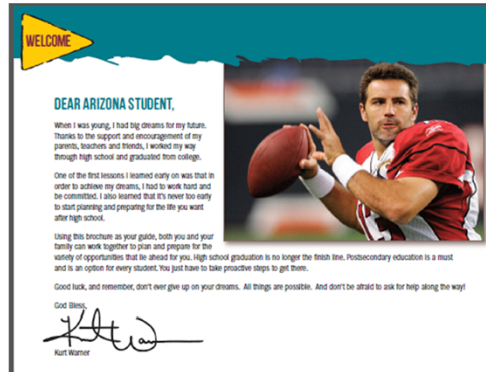 WELCOME
DEAR ARIZONA STUDENT,
When I was young, I had big dreams for my future.
Thanks to the support and encouragement of my
parents, teachers and friends, I worked my way
through high school and graduated from college.
One of the first lessons I learned early on was that in
order to achieve my dreams, I had to work hard and
be committed. I also learned that it's never too early
to start planning and preparing for the life you want
after high school.
Using this brochure as your guide, both you and your
family can work together to plan and prepare for the
variety of opportunities that lie ahead for you. High school graduation is no longer the finish line. Postsecondary education is a must
and is an option for every student. You just have to take proactive steps to get there.
Good luck, and remember, don't ever give up on your dreams. All things are possible. And don't be afraid to ask for help along the way!
God Bless,
Kurt Warner
Kurt Warner